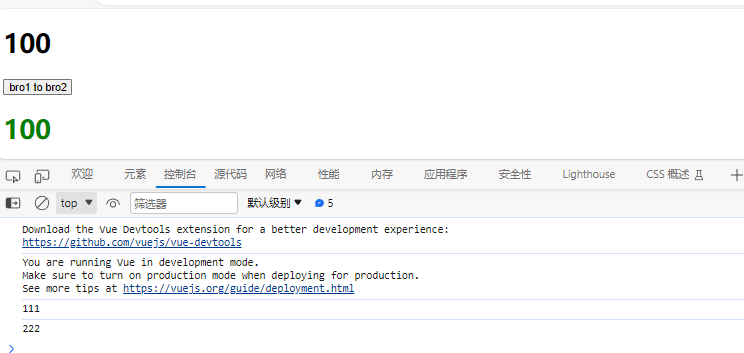 100
bro1 to bro2
100
欢迎 元素 控制台 源代码 网络 性能 内存 应用程序 安全性 Lighthouse CSS 概述
top 筛选器 默认级别 5
Download the Vue Devtools extension for a better development experience:
https://github.com/vuejs/vue-devtools
You are running Vue in development mode.
Make sure to turn on production mode when deploying for production.
See more tips at https://vuejs.org/guide/deployment.html
111
222